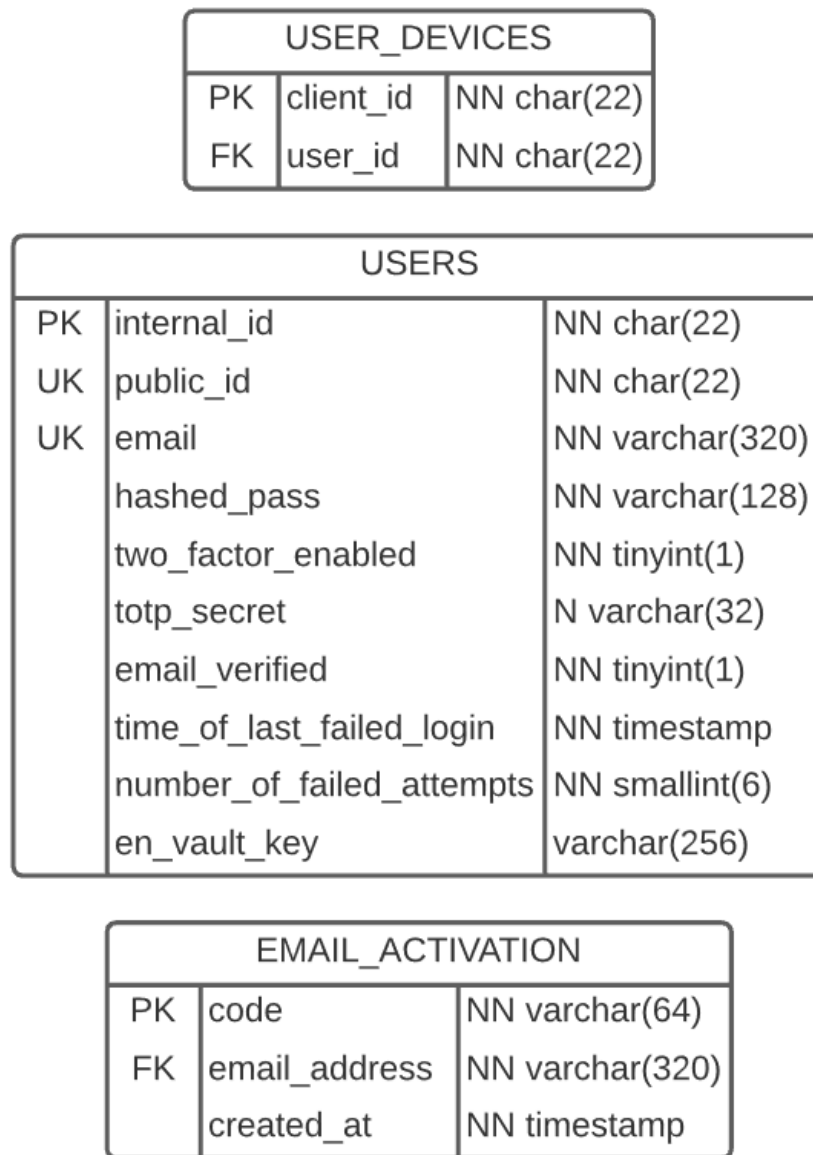 USER_DEVICES
PK client_id NN char(22)
FK user_id NN char(22)
USERS
PK internal_id NN char(22)
UK public_id NN char(22)
UK email NN varchar(320)
hashed_pass NN varchar(128)
two_factor_enabled NN tinyint(1)
totp_secret N varchar(32)
email_verified NN tinyint(1)
time_of_last_failed_login NN timestamp
number_of_failed_attempts NN smallint(6)
en_vault_key varchar(256)
EMAIL_ACTIVATION
PK code NN varchar(64)
FK email_address NN varchar(320)
created_at NN timestamp